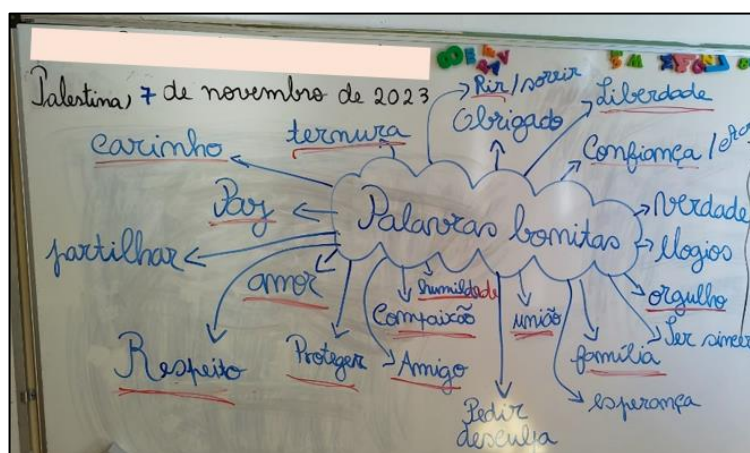 Palestina, 7 de novembro de 2023
Rir / sorrir
Liberdade
ternura
Obrigado
carinho
Confiança /
Paz
Palavras bonitas
Verdade
partilhar
Elogios
amor
humildade
orgulho
Compaixão
união
Ser sincer
Respeito
Proteger
Amigo
família
esperança
Pedir
desculpa